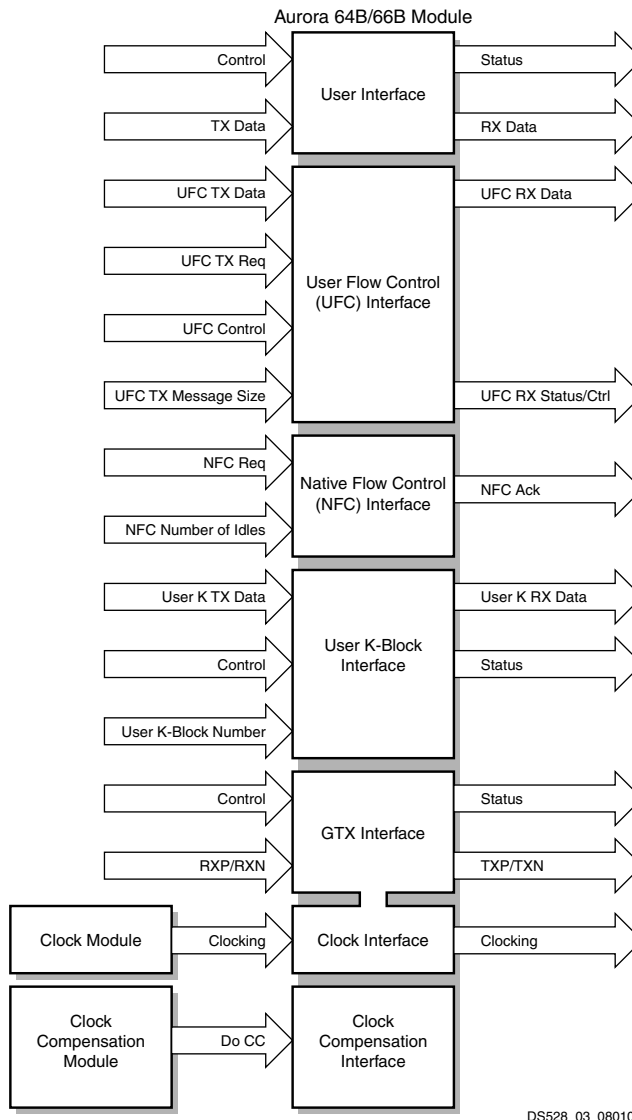 Aurora 64B/66B Module
Control
User Interface
Status
TX Data
RX Data
UFC TX Data
UFC RX Data
UFC TX Req
User Flow Control
(UFC) Interface
UFC Control
UFC TX Message Size
UFC RX Status/Ctrl
NFC Req
Native Flow Control
(NFC) Interface
NFC Ack
NFC Number of Idles
User K TX Data
User K RX Data
User K-Block
Interface
Control
Status
User K-Block Number
Control
Status
GTX Interface
RXP/RXN
TXP/TXN
Clock Module
Clocking
Clock Interface
Clocking
Clock
Compensation
Module
Do CC
Clock
Compensation
Interface
DS528_03_08010